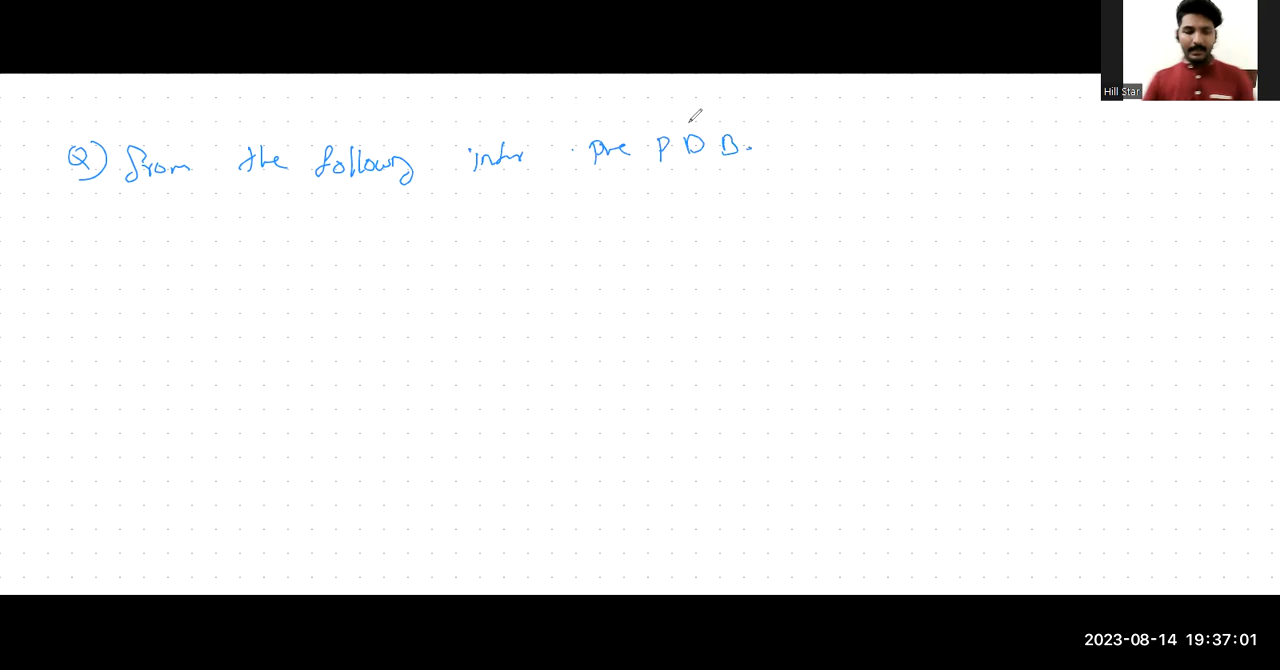 Hill Star
Q) From the following infor . pre P D B.
2023-08-14 19:37:01